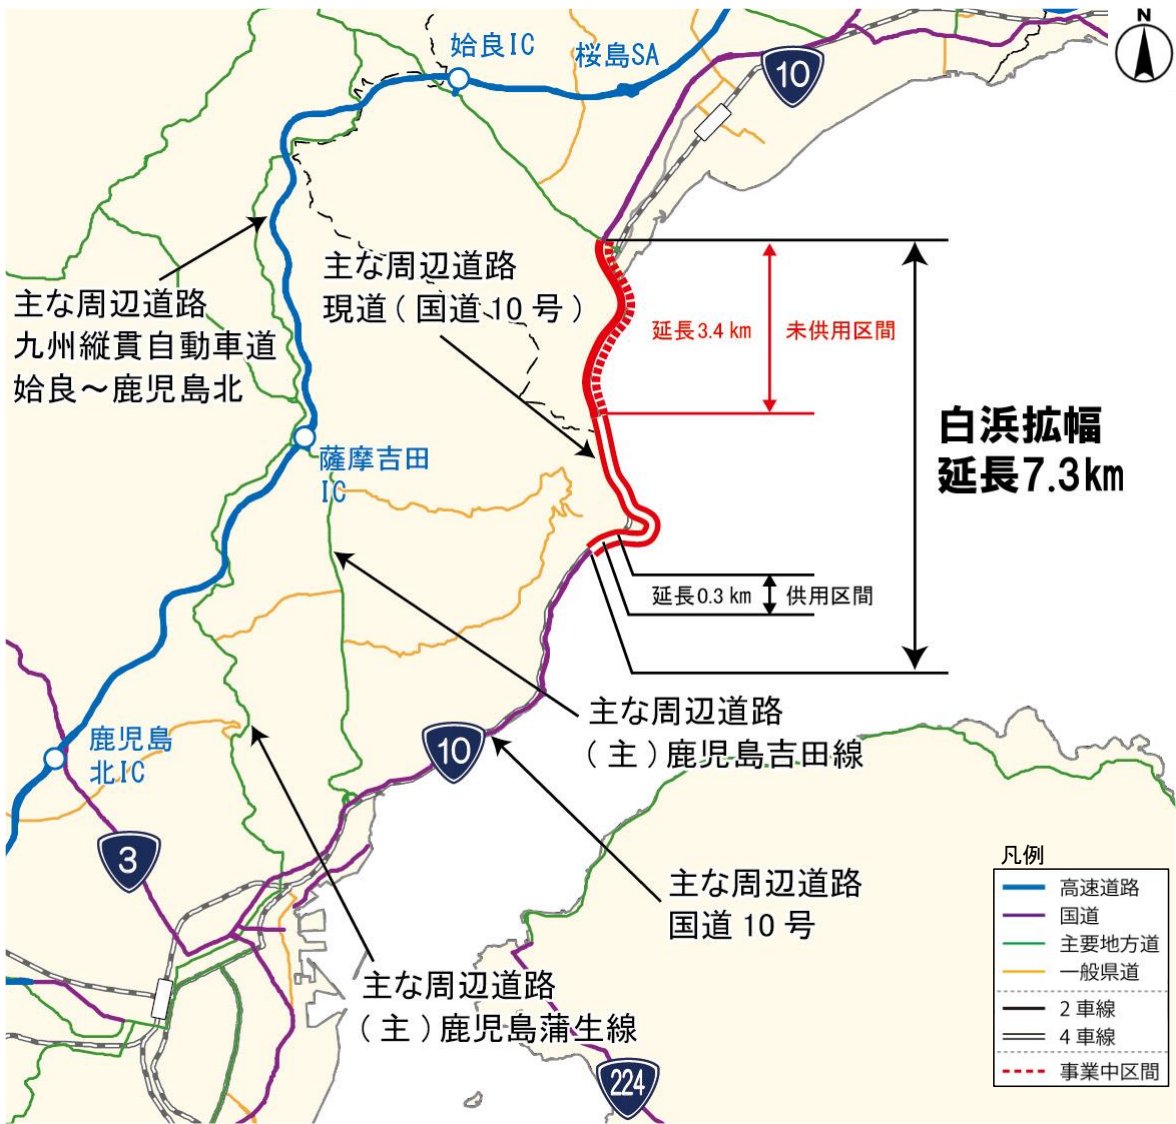 N
姶良IC
桜島SA
10
主な周辺道路
現道(国道10号)
主な周辺道路
九州縦貫自動車道
姶良～鹿児島北
延長3.4㎞
未供用区間
白浜拡幅
延長7.3㎞
薩摩吉田
IC
延長0.3㎞
供用区間
主な周辺道路
(主)鹿児島吉田線
10
鹿児島
北IC
3
主な周辺道路
国道10号
主な周辺道路
(主)鹿児島蒲生線
224
凡例
高速道路
国道
主要地方道
一般県道
2車線
4車線
事業中区間